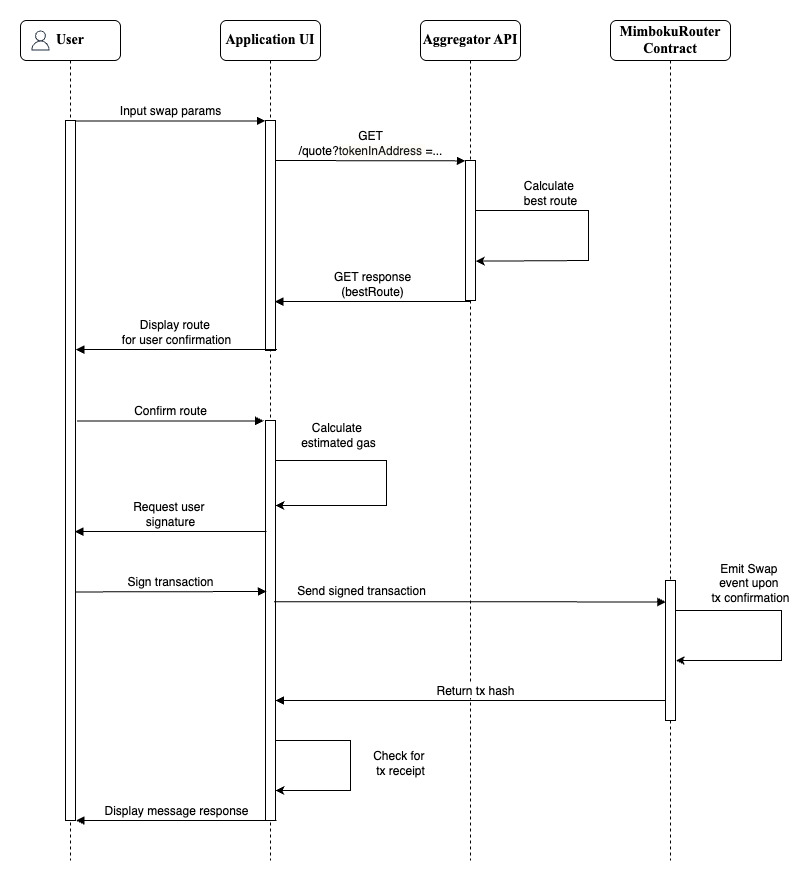 User
Application UI
Aggregator API
MimbokuRouter
Contract
Input swap params
GET
/quote?tokenInAddress =...
Calculate
best route
GET response
(bestRoute)
Display route
for user confirmation
Confirm route
Calculate
estimated gas
Request user
signature
Sign transaction
Send signed transaction
Emit Swap
event upon
tx confirmation
Return tx hash
Check for
tx receipt
Display message response